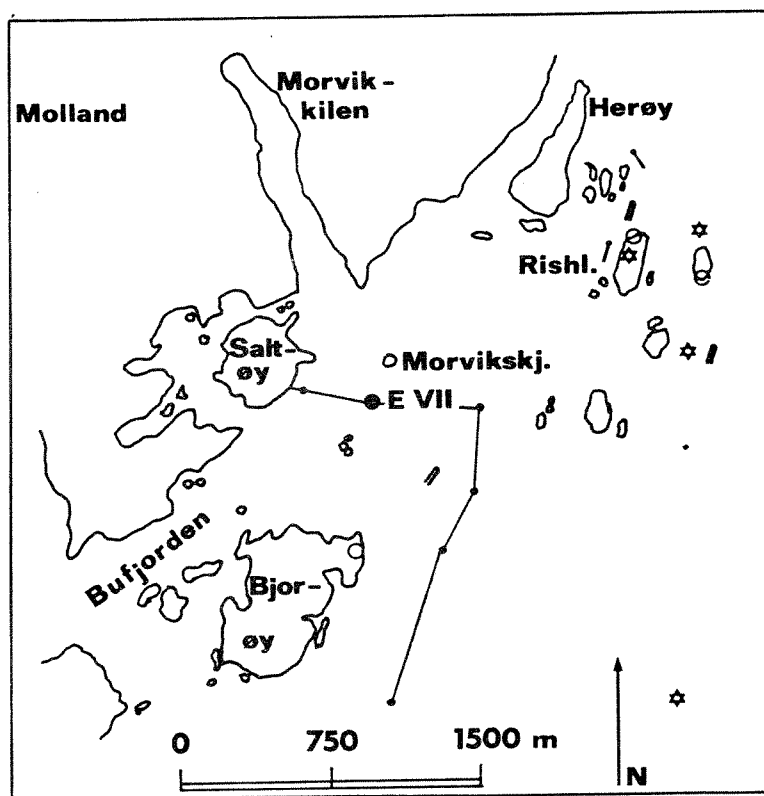 Morvik-
kilen
Molland
Herøy
Rishl.
Salt-
øy
Morvikskj.
E VII
Bufjorden
Bjor-
øy
0 750 1500 m
N